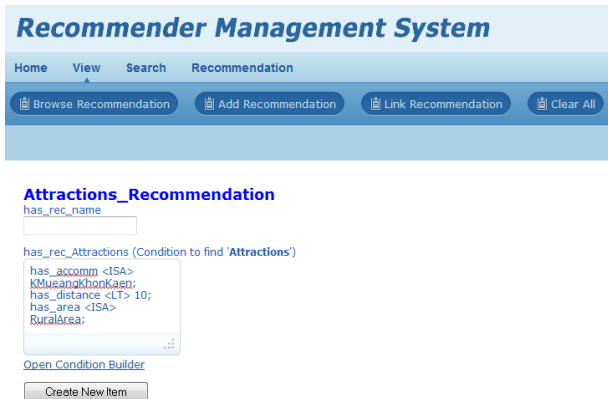 Recommender Management System
Home View Search Recommendation
Browse Recommendation Add Recommendation Link Recommendation Clear All
Attractions_Recommendation
has_rec_name
has_rec_Attractions (Condition to find 'Attractions')
has_accomm <ISA>
KMueangKhonKaen;
has_distance <LT> 10;
has_area <ISA>
RuralArea;
Open Condition Builder
Create New Item